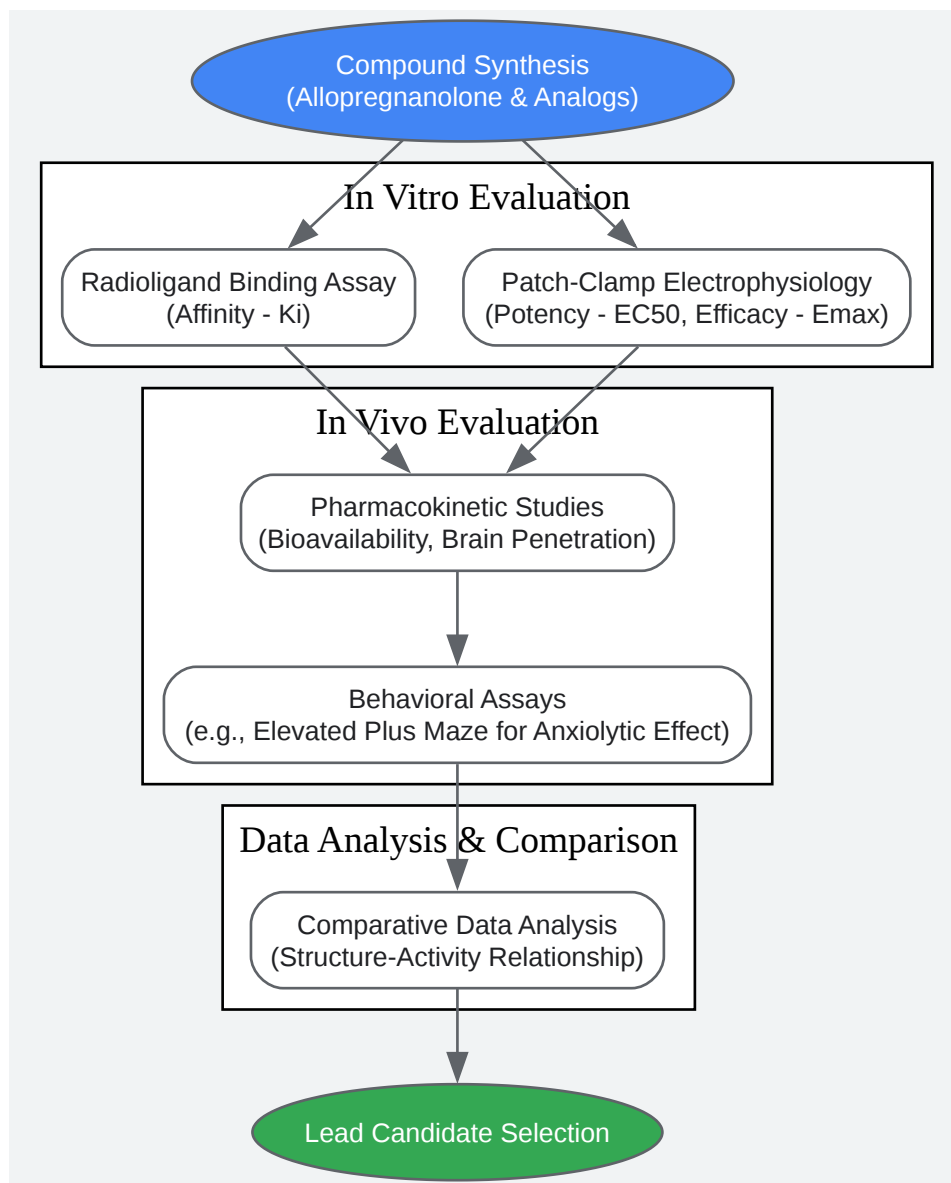 Compound Synthesis
(Allopregnanolone & Analogs)
In Vitro Evaluation
Radioligand Binding Assay
(Affinity - Ki)
Patch-Clamp Electrophysiology
(Potency - EC50, Efficacy - Emax)
In Vivo Evaluation
Pharmacokinetic Studies
(Bioavailability, Brain Penetration)
Behavioral Assays
(e.g., Elevated Plus Maze for Anxiolytic Effect)
Data Analysis & Comparison
Comparative Data Analysis
(Structure-Activity Relationship)
Lead Candidate Selection